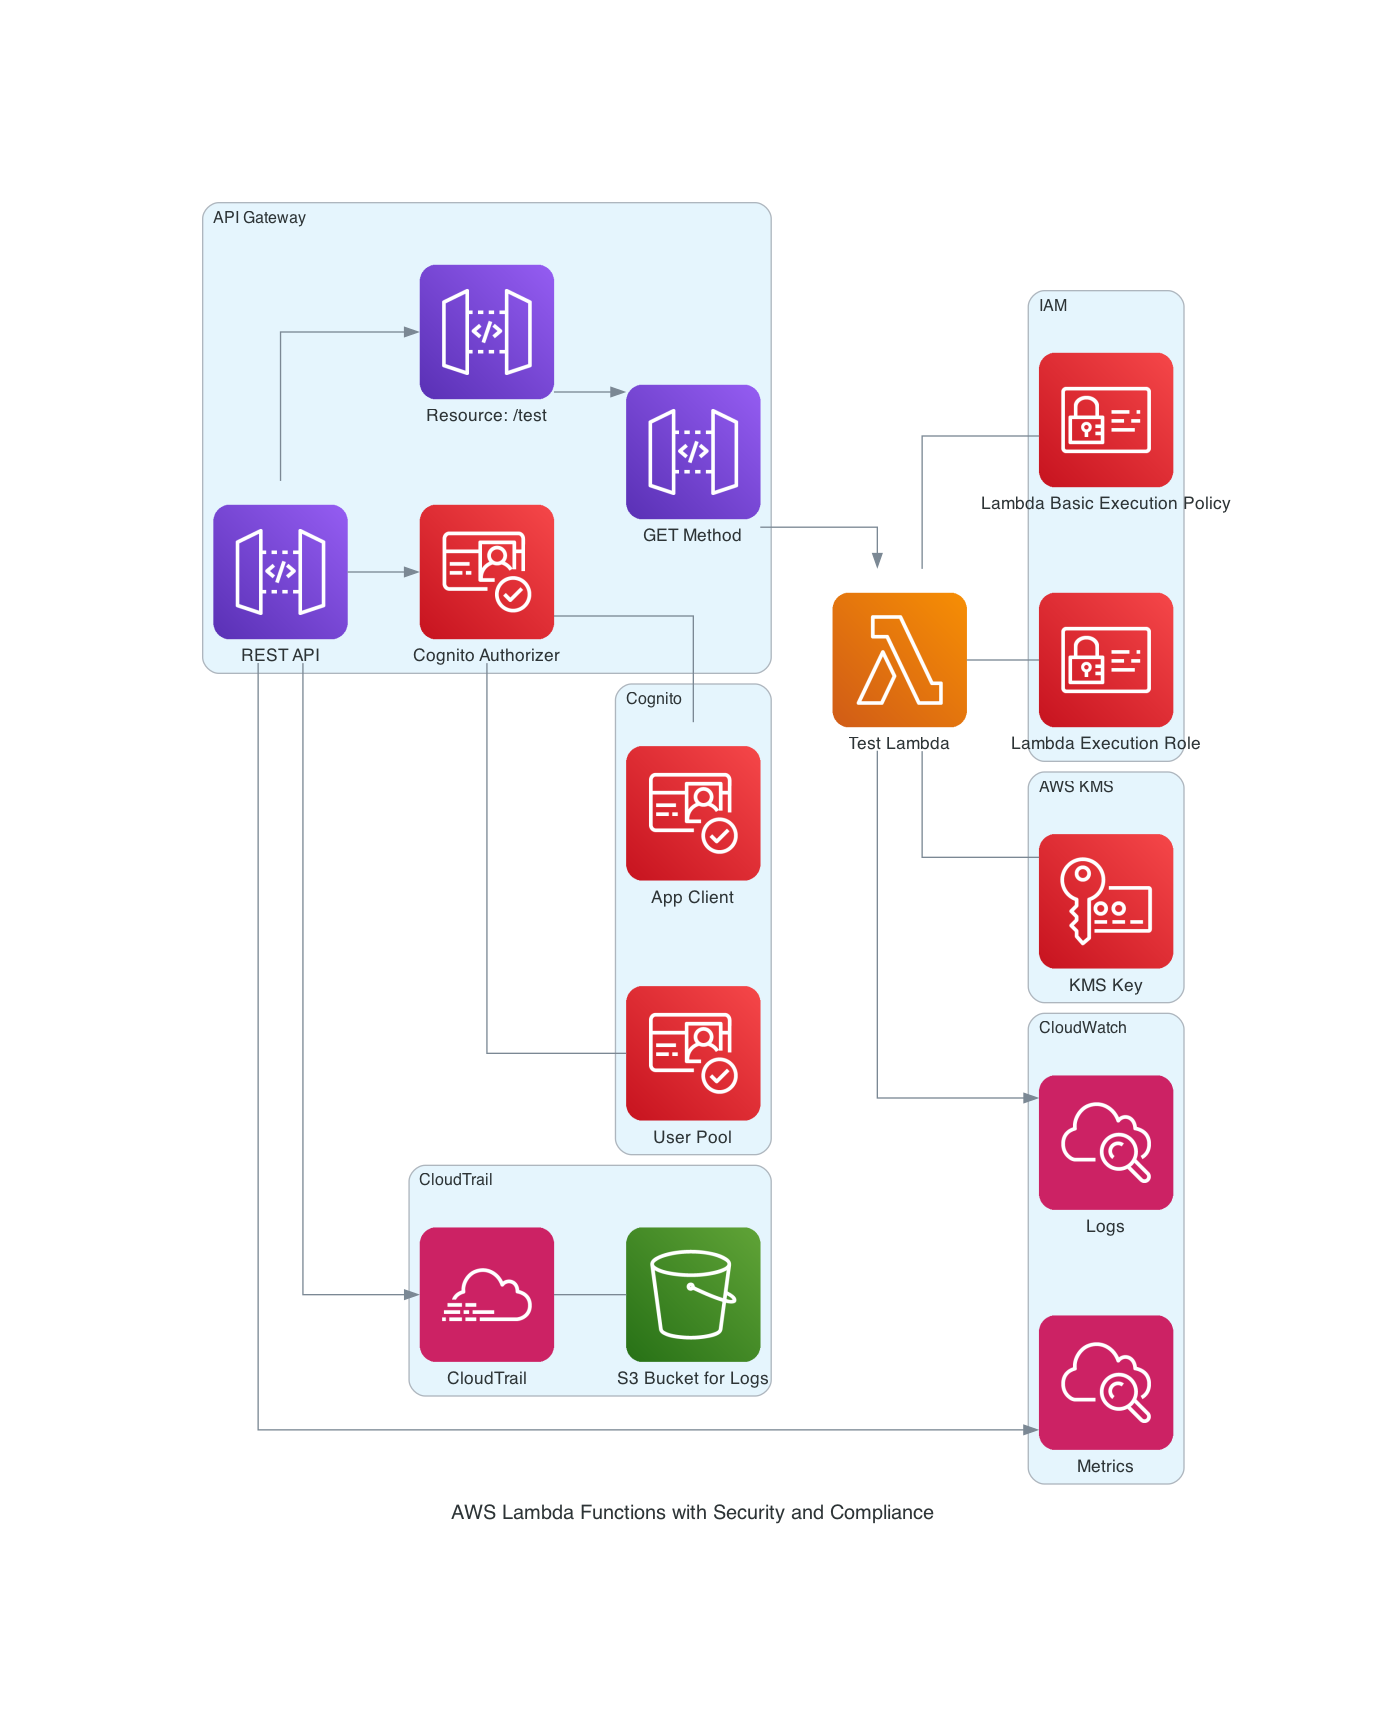 API Gateway
Resource: /test
GET Method
REST API
Cognito Authorizer
IAM
Lambda Basic Execution Policy
Lambda Execution Role
Test Lambda
Cognito
App Client
User Pool
AWS KMS
KMS Key
CloudWatch
Logs
Metrics
CloudTrail
CloudTrail
S3 Bucket for Logs
AWS Lambda Functions with Security and Compliance